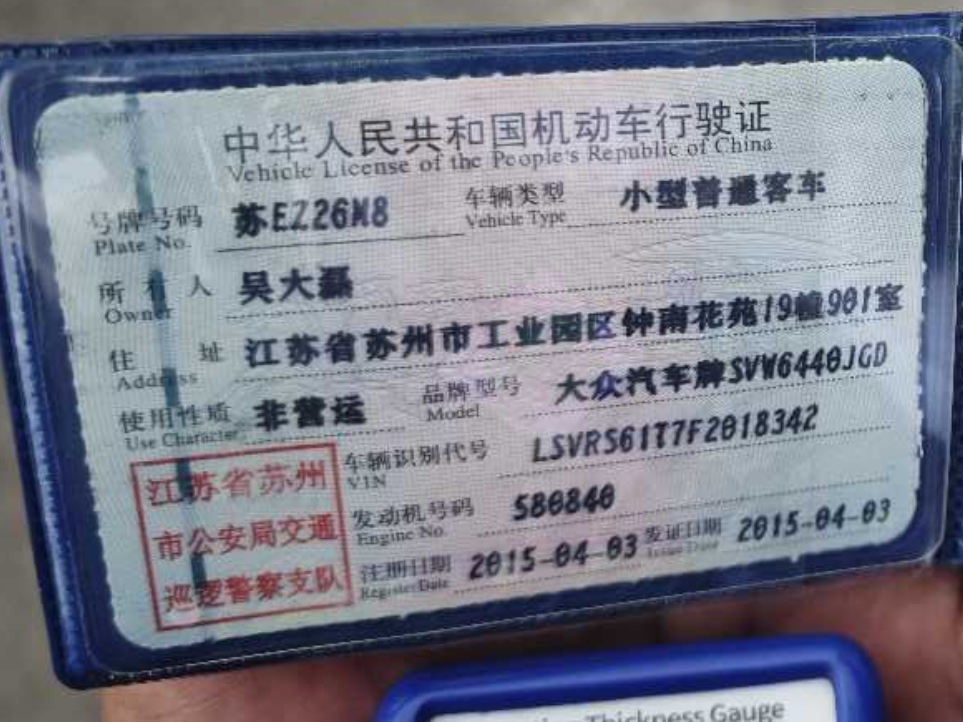 中华人民共和国机动车行驶证
Vehicle License of the People's Republic of China
号牌号码 苏EZ26M8 车辆类型 小型普通客车
Plate No. Vehicle Type
所有人 吴大磊
Owner
住址 江苏省苏州市工业园区钟南花苑19幢901室
Address
使用性质 非营运 品牌型号 大众汽车牌SVW6440JGD
Use Character Model
车辆识别代号 LSVRS61T7F2018342
VIN
发动机号码 580840
Engine No.
注册日期 2015-04-03 发证日期 2015-04-03
Register Date Issue Date
江苏省苏州
市公安局交通
巡逻警察支队
Thickness Gauge